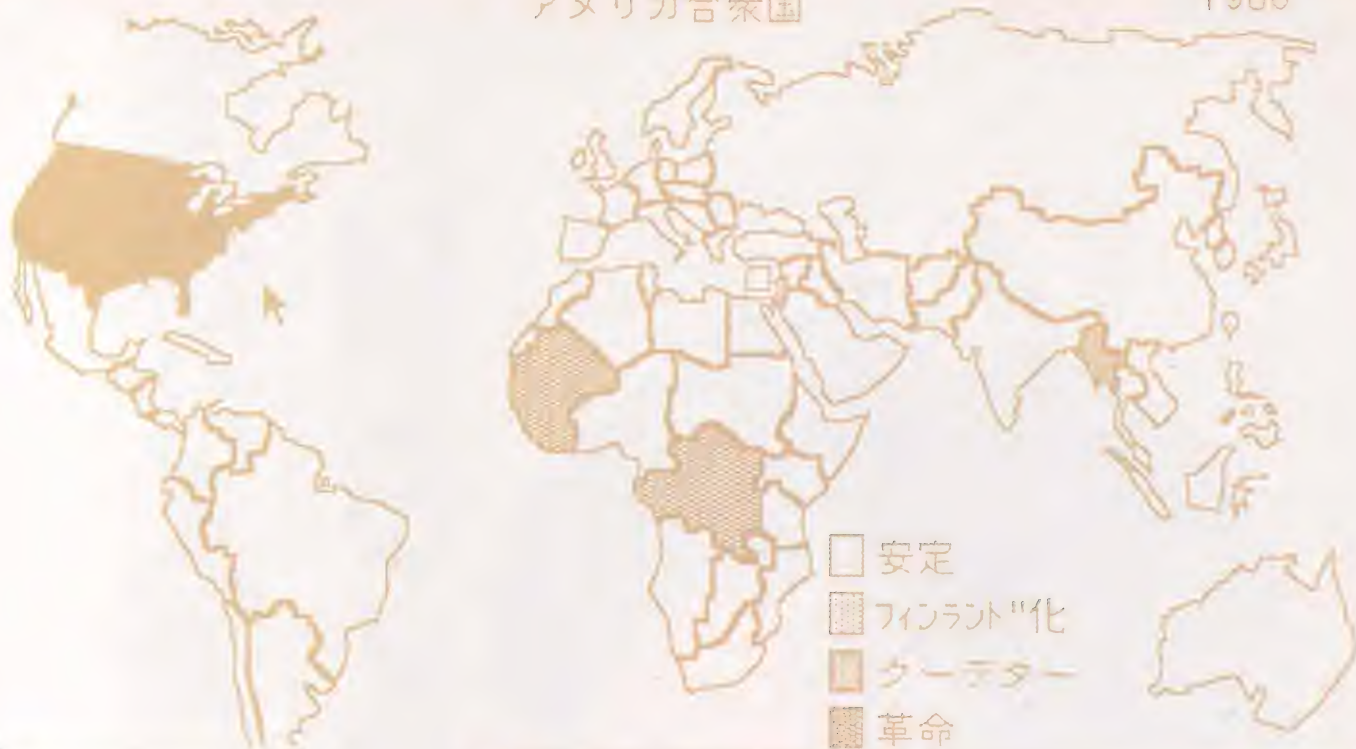 アメリカ合衆国
安定
フィンランド化
クーデター
革命